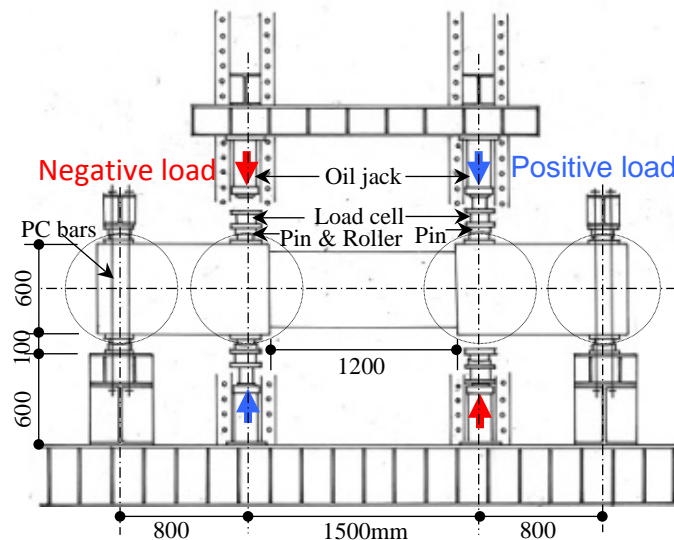 Negative load
Positive load
Oil jack
Load cell
PC bars
Pin & Roller
Pin
600
100
600
1200
800
1500mm
800